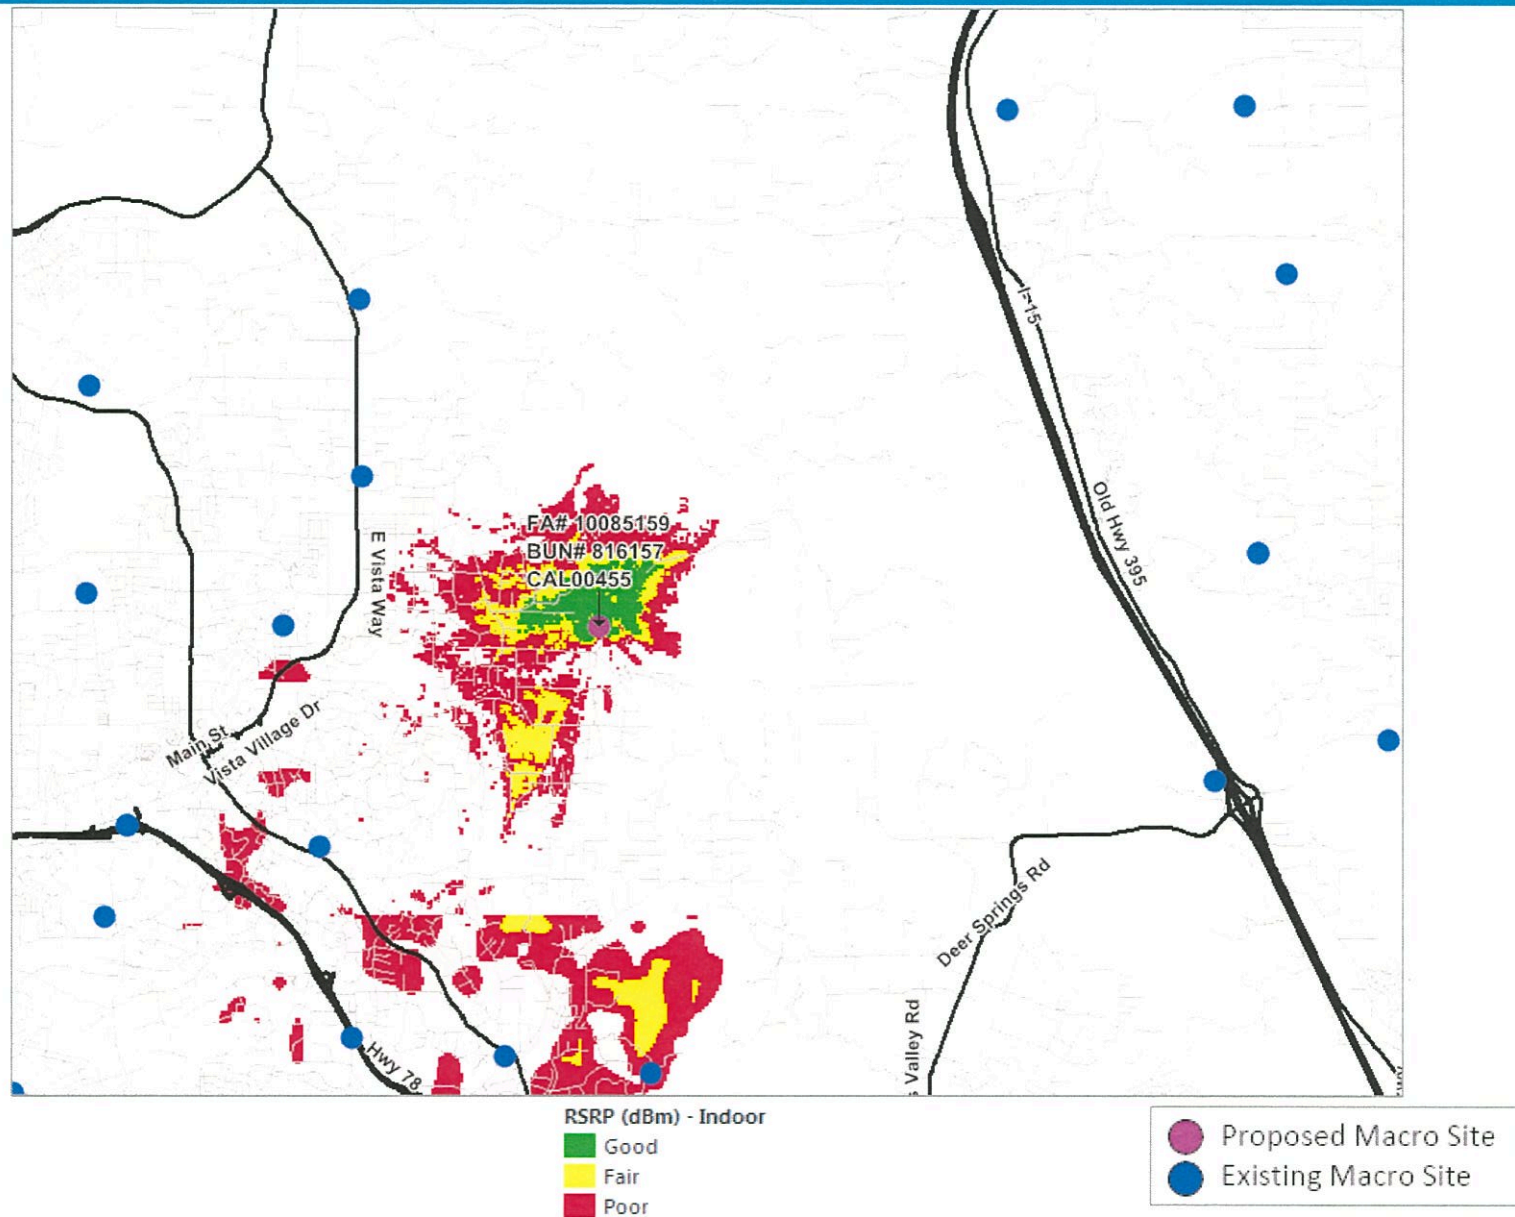 I-15
Old Hwy 395
FA# 10085159
BUN# 816157
CAL00455
E Vista Way
Main St
Vista Village Dr
Deer Springs Rd
Valley Rd
Hwy 78
RSRP (dBm) - Indoor
Good
Fair
Poor
Proposed Macro Site
Existing Macro Site